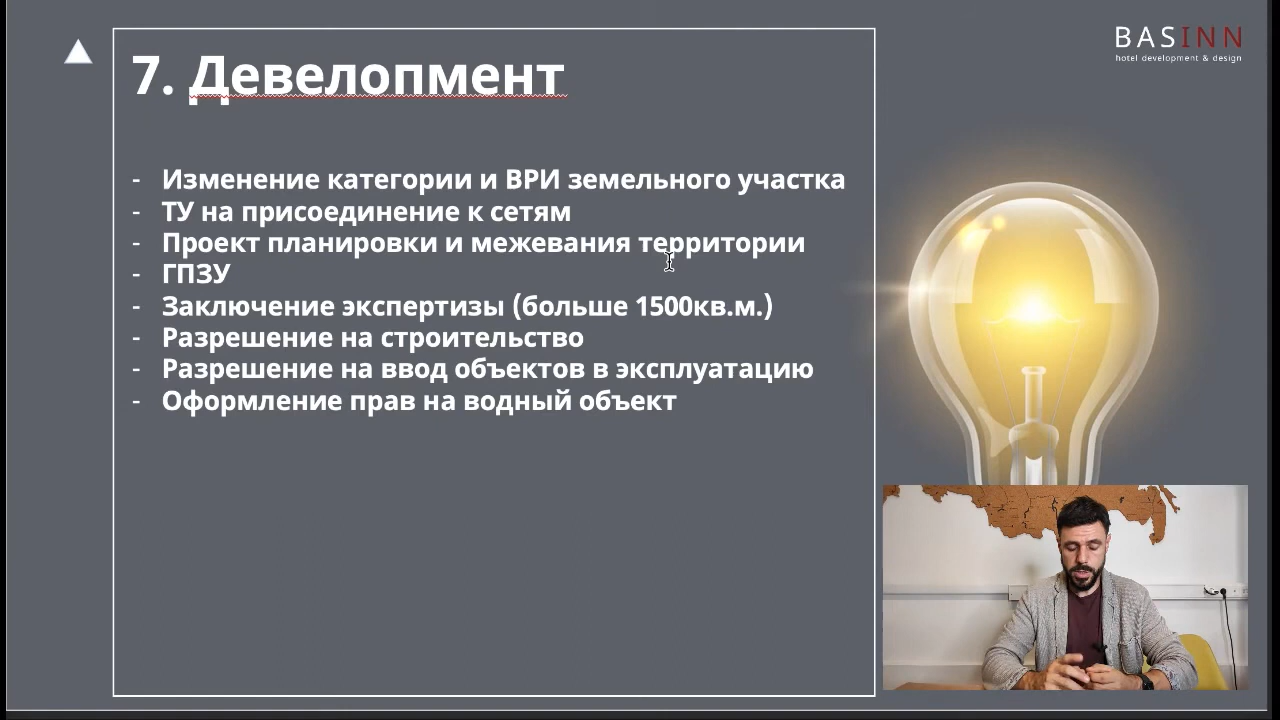 BASINN
hotel development & design
7. Девелопмент
- Изменение категории и ВРИ земельного участка
- ТУ на присоединение к сетям
- Проект планировки и межевания территории
- ГПЗУ
- Заключение экспертизы (больше 1500кв.м.)
- Разрешение на строительство
- Разрешение на ввод объектов в эксплуатацию
- Оформление прав на водный объект